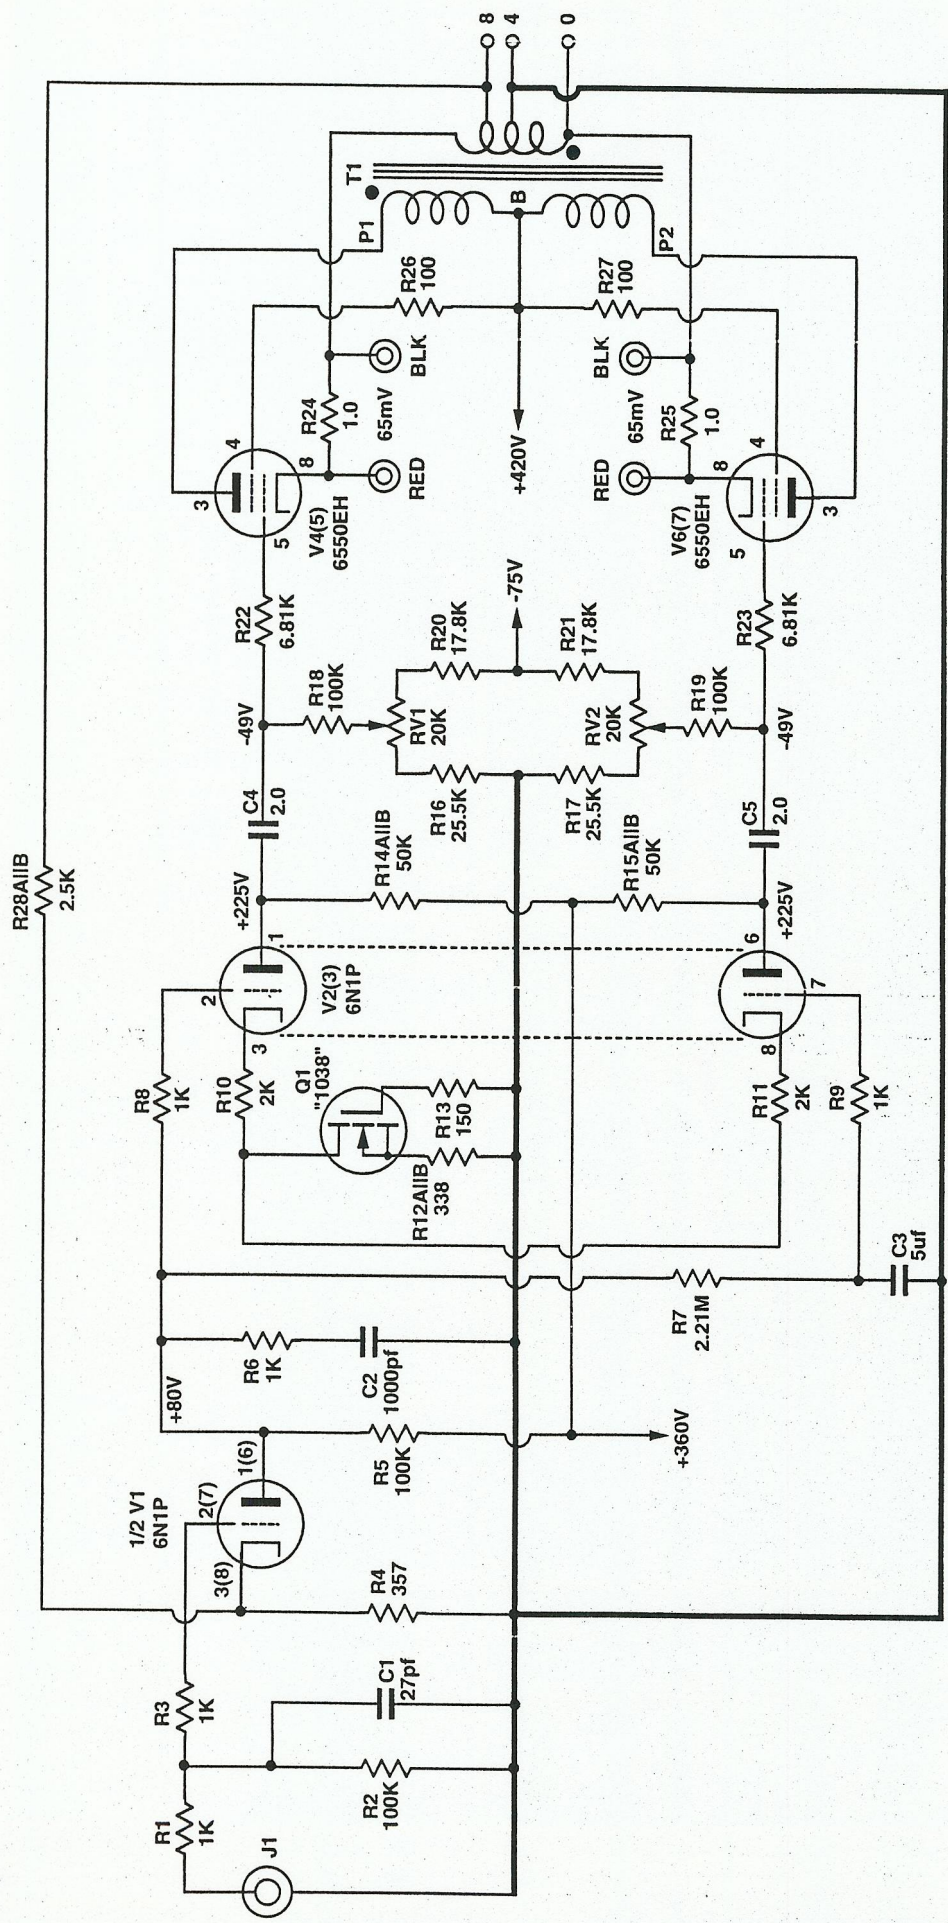 J1
R1
1K
R2
100K
C1
27pf
R3
1K
R4
357
3(8)
2(7)
1(6)
1/2 V1
6N1P
R5
100K
+80V
+360V
R6
1K
C2
1000pf
R7
2.21M
C3
5uf
R8
1K
R10
2K
R12AIIB
338
R13
150
Q1
"1038"
R11
2K
R9
1K
2
3
1
V2(3)
6N1P
8
7
6
+225V
+225V
R28AIIB
2.5K
R14AIIB
50K
R15AIIB
50K
C4
2.0
C5
2.0
-49V
-49V
R16
25.5K
R17
25.5K
RV1
20K
RV2
20K
R18
100K
R19
100K
R20
17.8K
R21
17.8K
-75V
R22
6.81K
R23
6.81K
5
3
4
8
V4(5)
6550EH
5
3
4
8
V6(7)
6550EH
RED
RED
65mV
65mV
R24
1.0
R25
1.0
BLK
BLK
+420V
R26
100
R27
100
P1
P2
B
T1
8
4
0